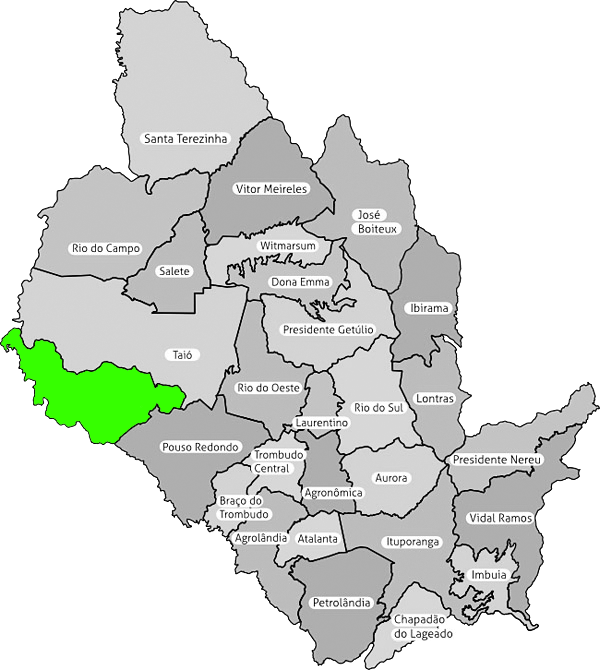 Santa Terezinha
Vitor Meireles
José
Boiteux
Rio do Campo
Witmarsum
Salete
Dona Emma
Ibirama
Presidente Getúlio
Taió
Rio do Oeste
Lontras
Rio do Sul
Laurentino
Pouso Redondo
Trombudo
Central
Presidente Nereu
Aurora
Agronômica
Braço do
Trombudo
Vidal Ramos
Agrolândia
Atalanta
Ituporanga
Imbuia
Petrolândia
Chapadão
do Lageado